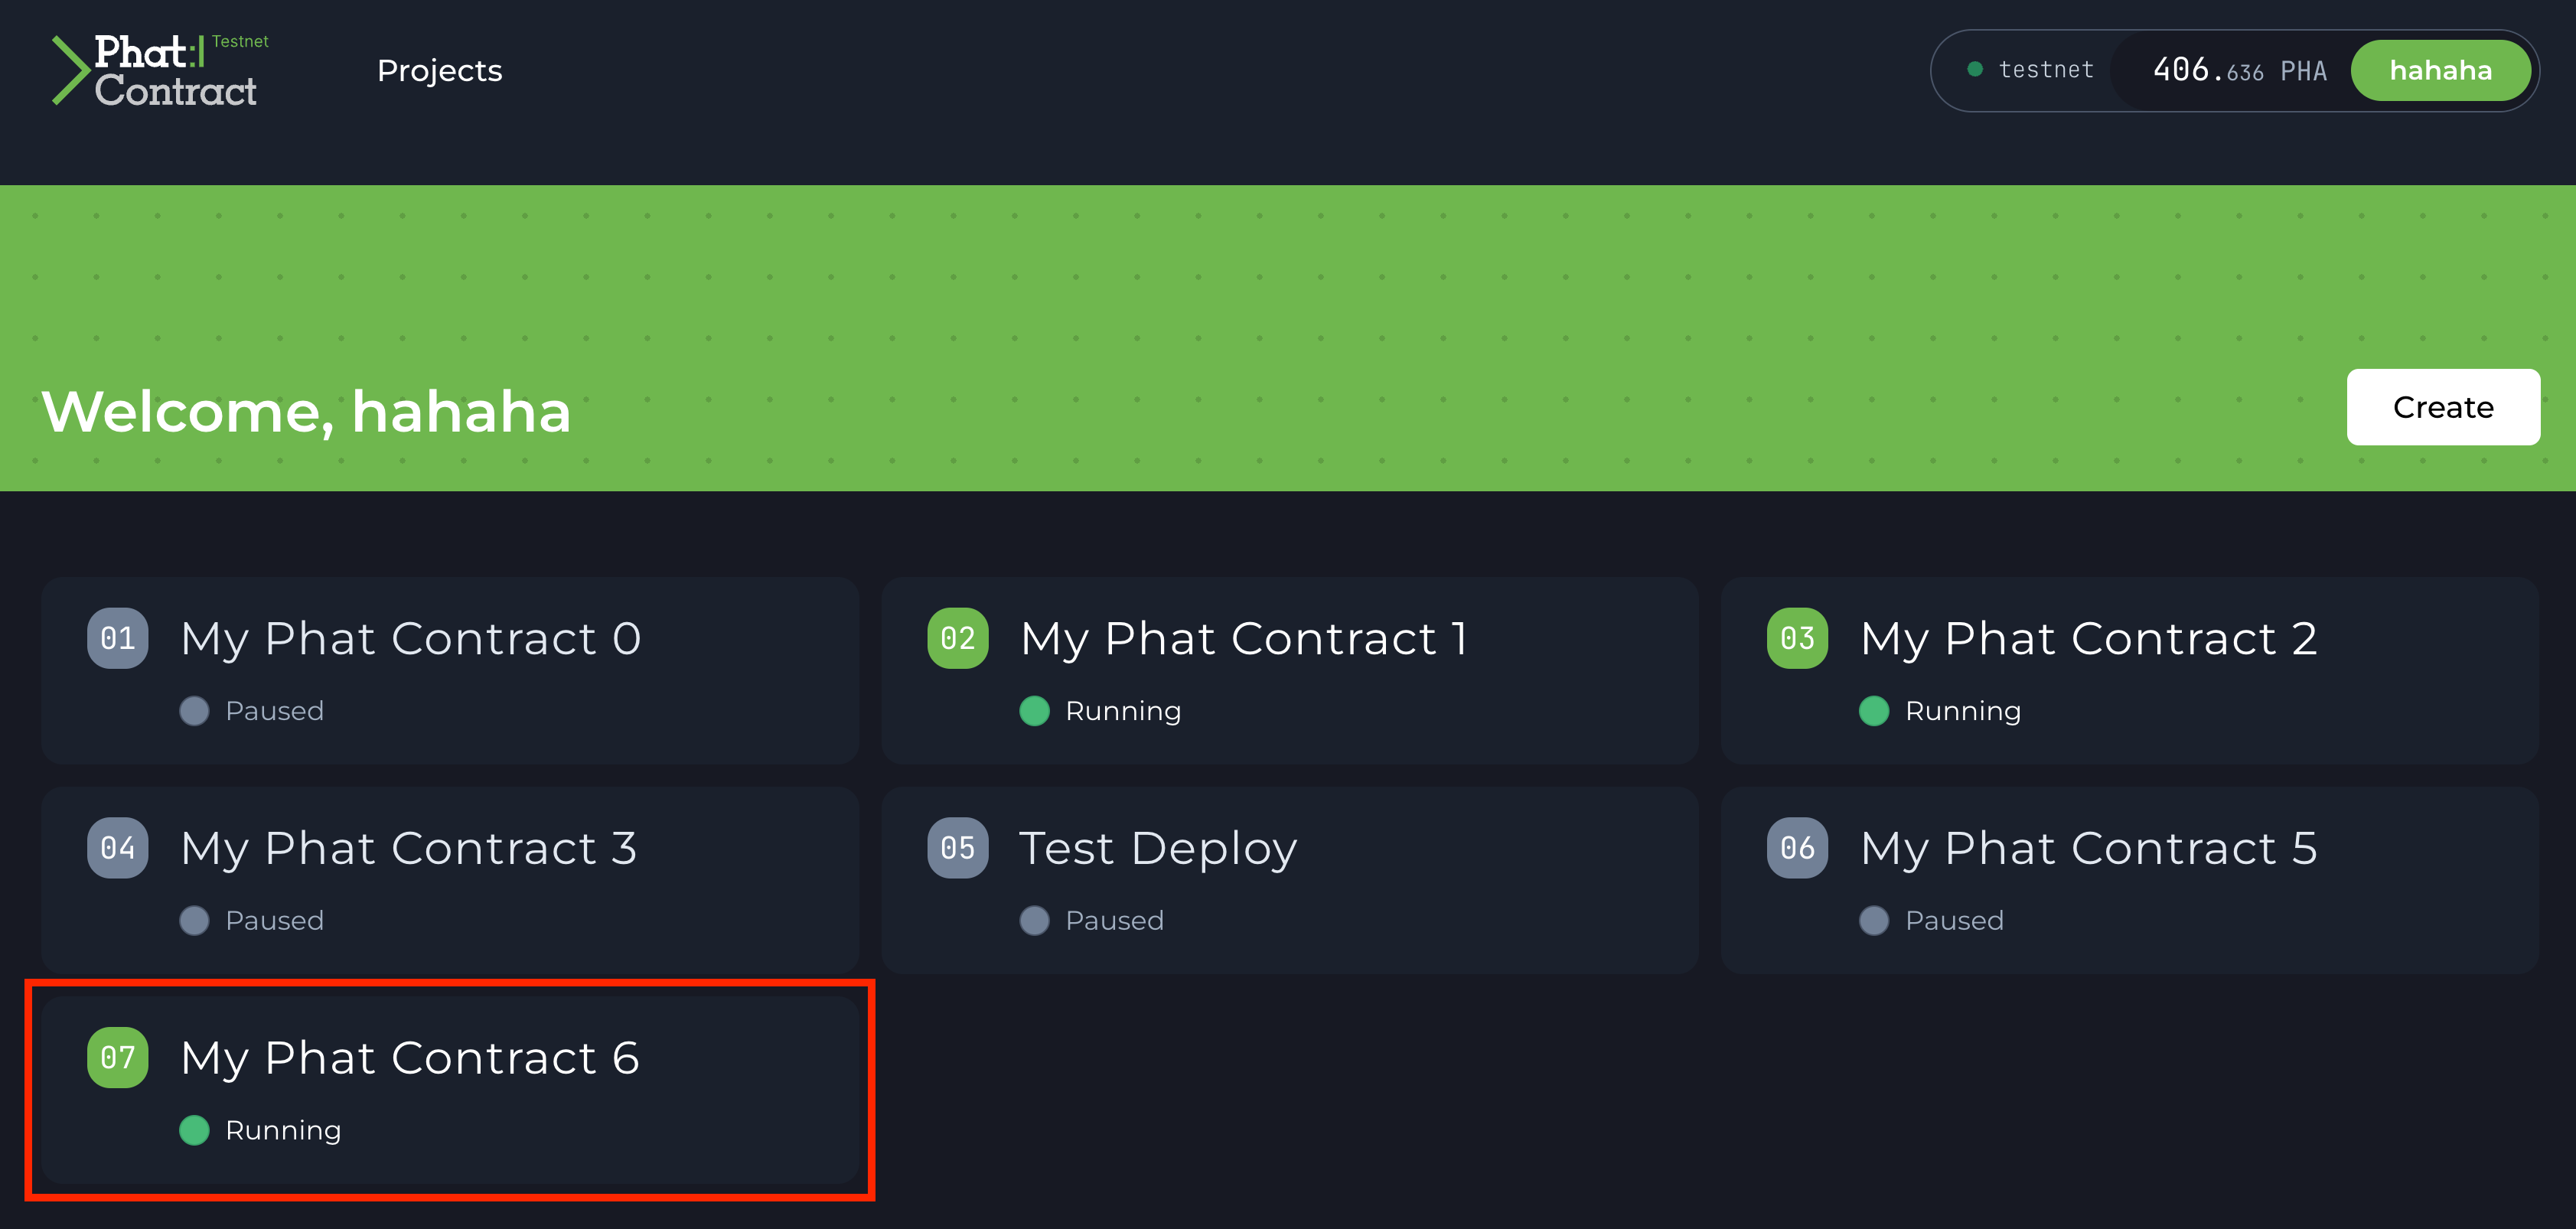 Phat Testnet
Contract
Projects
testnet 406.636 PHA hahaha
Welcome, hahaha
Create
01 My Phat Contract 0
Paused
02 My Phat Contract 1
Running
03 My Phat Contract 2
Running
04 My Phat Contract 3
Paused
05 Test Deploy
Paused
06 My Phat Contract 5
Paused
07 My Phat Contract 6
Running